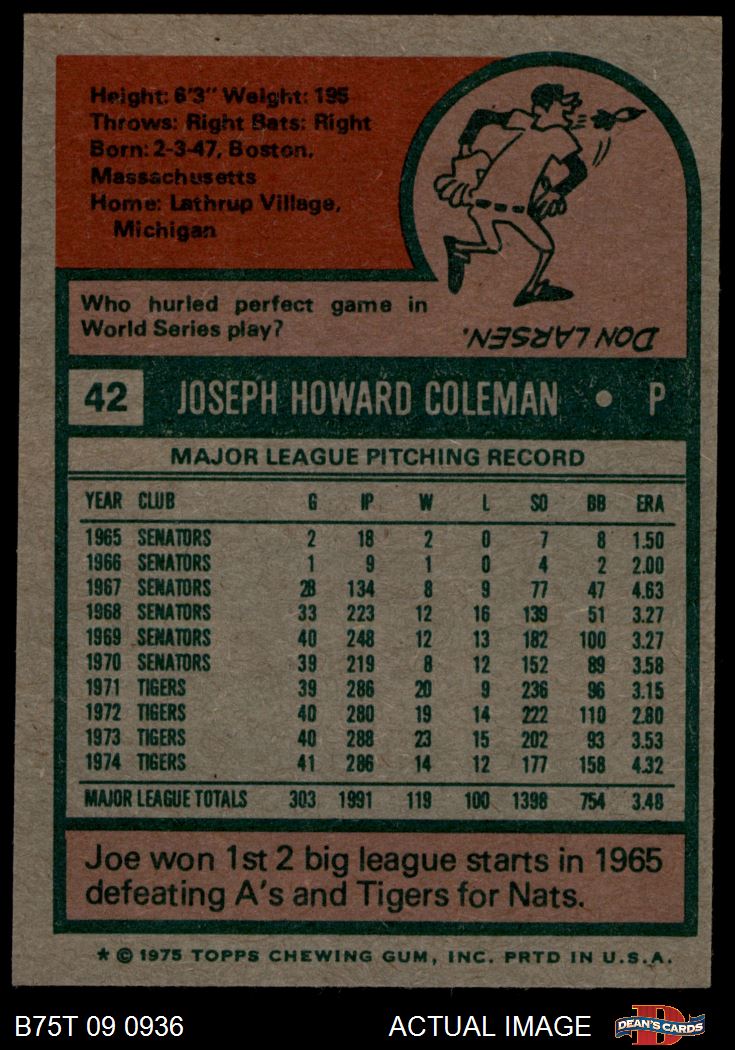 Height: 6'3" Weight: 195
Throws: Right Bats: Right
Born: 2-3-47, Boston,
Massachusetts
Home: Lathrup Village,
Michigan
Who hurled perfect game in
World Series play?
DON LARSEN.
42 JOSEPH HOWARD COLEMAN • P
MAJOR LEAGUE PITCHING RECORD
YEAR CLUB G IP W L SO BB ERA
1965 SENATORS 2 18 2 0 7 8 1.50
1966 SENATORS 1 9 1 0 4 2 2.00
1967 SENATORS 28 134 8 9 77 47 4.63
1968 SENATORS 33 223 12 16 139 51 3.27
1969 SENATORS 40 248 12 13 182 100 3.27
1970 SENATORS 39 219 8 12 152 89 3.58
1971 TIGERS 39 286 20 9 236 96 3.15
1972 TIGERS 40 280 19 14 222 110 2.80
1973 TIGERS 40 288 23 15 202 93 3.53
1974 TIGERS 41 286 14 12 177 158 4.32
MAJOR LEAGUE TOTALS 303 1991 119 100 1398 754 3.48
Joe won 1st 2 big league starts in 1965
defeating A's and Tigers for Nats.
* © 1975 TOPPS CHEWING GUM, INC. PRTD IN U.S.A.
B75T 09 0936 ACTUAL IMAGE D DEAN'S CARDS